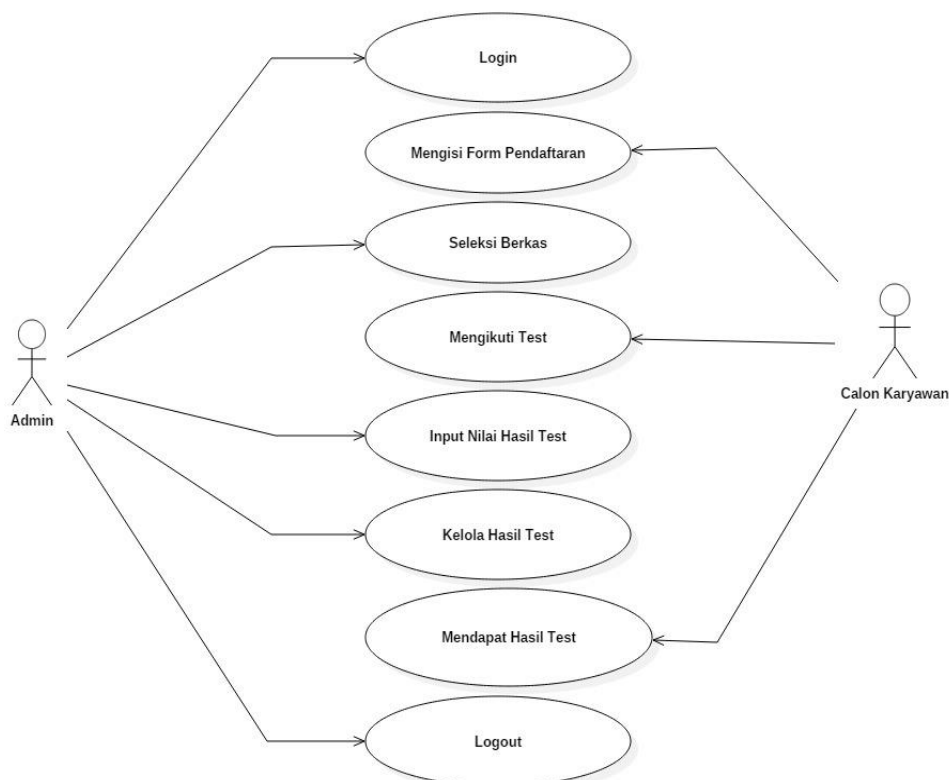 Login
Mengisi Form Pendaftaran
Seleksi Berkas
Mengikuti Test
Admin
Calon Karyawan
Input Nilai Hasil Test
Kelola Hasil Test
Mendapat Hasil Test
Logout